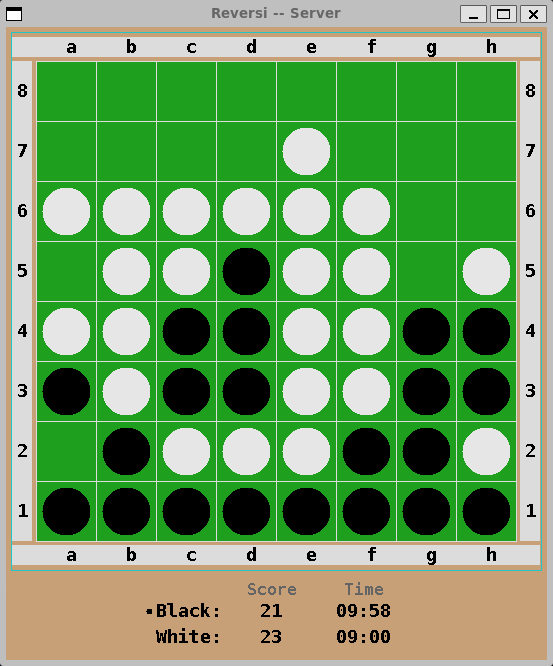 Reversi -- Server
a b c d e f g h
8 8
7 7
6 6
5 5
4 4
3 3
2 2
1 1
a b c d e f g h
Score Time
Black: 21 09:58
White: 23 09:00